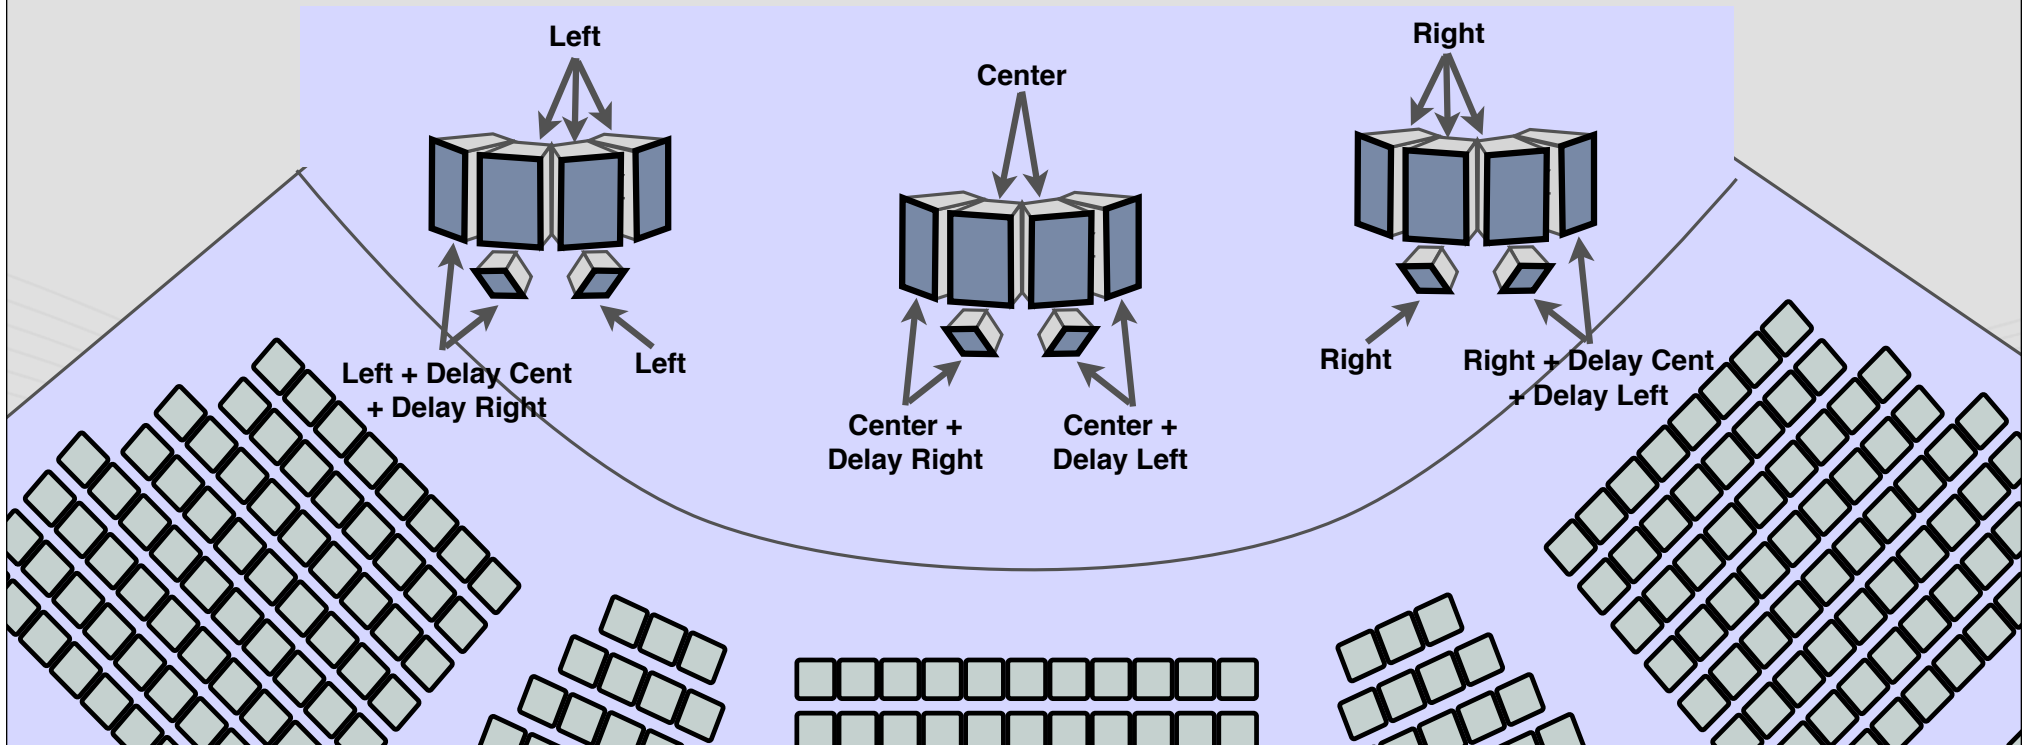 Left
Right
Center
Left + Delay Cent
+ Delay Right
Left
Center +
Delay Right
Center +
Delay Left
Right
Right + Delay Cent
+ Delay Left